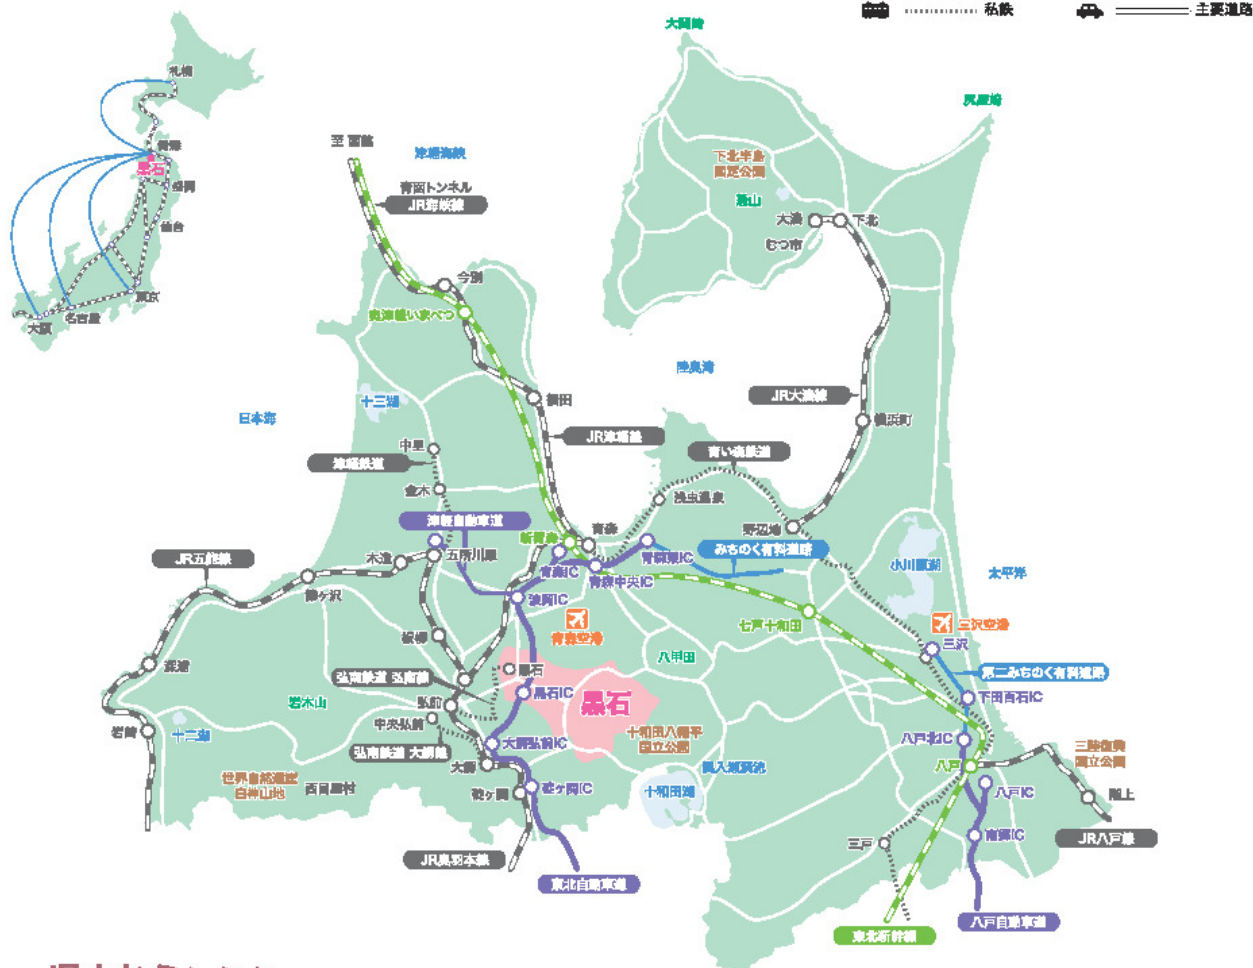 私鉄
主要道路
札幌
青森
黒石
盛岡
仙台
東京
名古屋
大阪
大間崎
尻屋崎
至 函館
津軽海峡
青函トンネル
JR海峡線
下北半島
国定公園
恐山
大湊
下北
むつ市
今別
奥津軽いまべつ
陸奥湾
JR大湊線
横浜町
日本海
十三湖
蟹田
JR津軽線
中里
津軽鉄道
金木
青い森鉄道
浅虫温泉
野辺地
津軽自動車道
新青森
青森
青森東IC
みちのく有料道路
小川原湖
太平洋
JR五能線
木造
五所川原
青森IC
青森中央IC
鰺ヶ沢
浪岡IC
七戸十和田
三沢空港
青森空港
三沢
板柳
深浦
八甲田
第二みちのく有料道路
弘南鉄道 弘南線
黒石
黒石IC
黒石
下田百石IC
岩木山
弘前
中央弘前
岩崎
十二湖
弘南鉄道 大鰐線
大鰐弘前IC
十和田八幡平
国立公園
八戸北IC
八戸
三陸復興
国立公園
大鰐
奥入瀬渓流
世界自然遺産
白神山地
西目屋村
碇ヶ関
碇ヶ関IC
十和田湖
八戸IC
階上
南郷IC
三戸
JR八戸線
JR奥羽本線
東北自動車道
八戸自動車道
東北新幹線